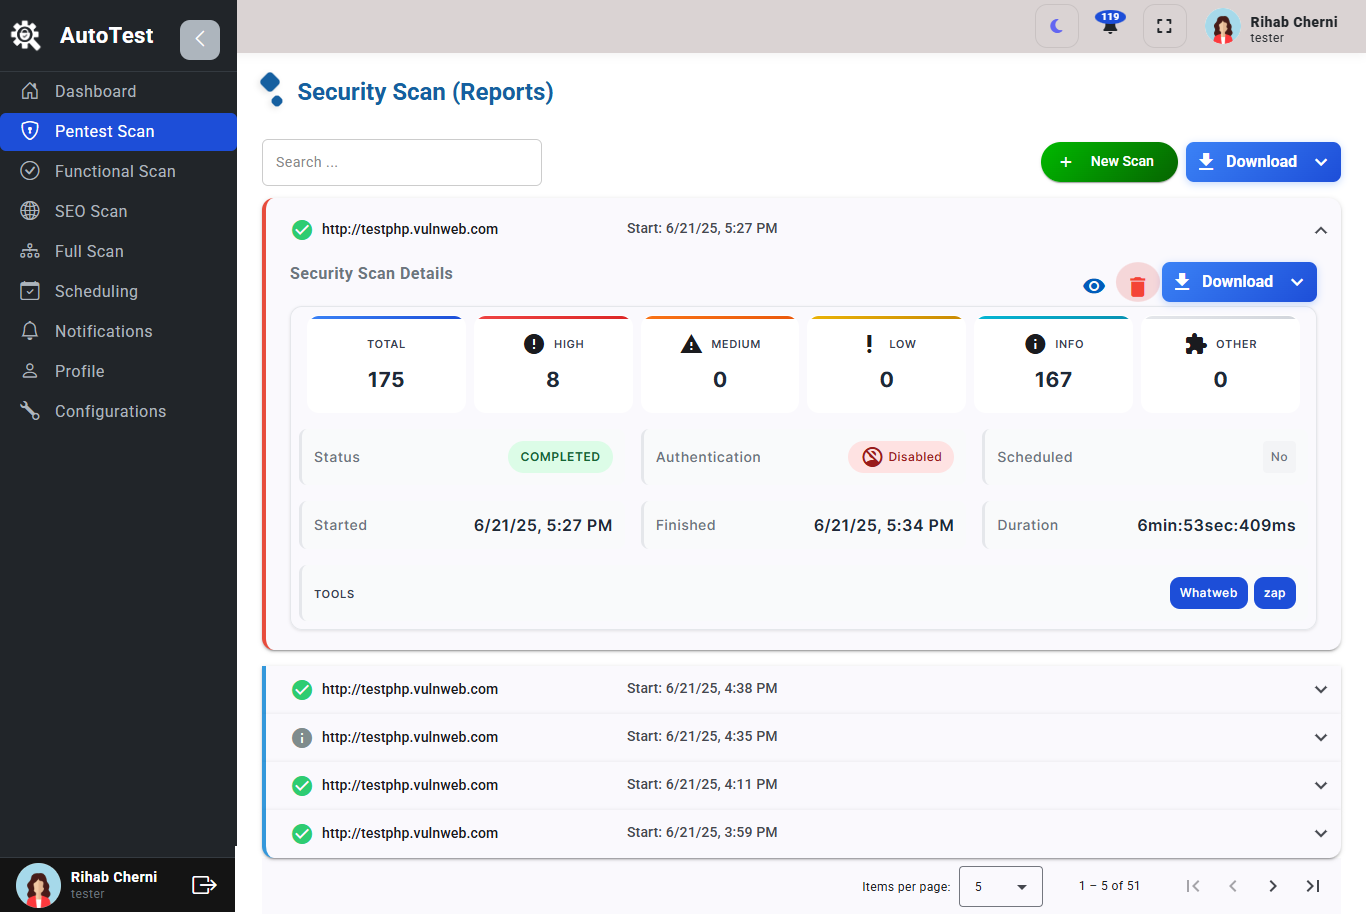 AutoTest
119
Rihab Cherni
tester
Dashboard
Pentest Scan
Functional Scan
SEO Scan
Full Scan
Scheduling
Notifications
Profile
Configurations
Rihab Cherni
tester
Security Scan (Reports)
Search ...
+ New Scan
Download
http://testphp.vulnweb.com Start: 6/21/25, 5:27 PM
Security Scan Details
Download
TOTAL
175
HIGH
8
MEDIUM
0
LOW
0
INFO
167
OTHER
0
Status COMPLETED
Authentication Disabled
Scheduled No
Started 6/21/25, 5:27 PM
Finished 6/21/25, 5:34 PM
Duration 6min:53sec:409ms
TOOLS Whatweb zap
http://testphp.vulnweb.com Start: 6/21/25, 4:38 PM
http://testphp.vulnweb.com Start: 6/21/25, 4:35 PM
http://testphp.vulnweb.com Start: 6/21/25, 4:11 PM
http://testphp.vulnweb.com Start: 6/21/25, 3:59 PM
Items per page: 5 1 – 5 of 51